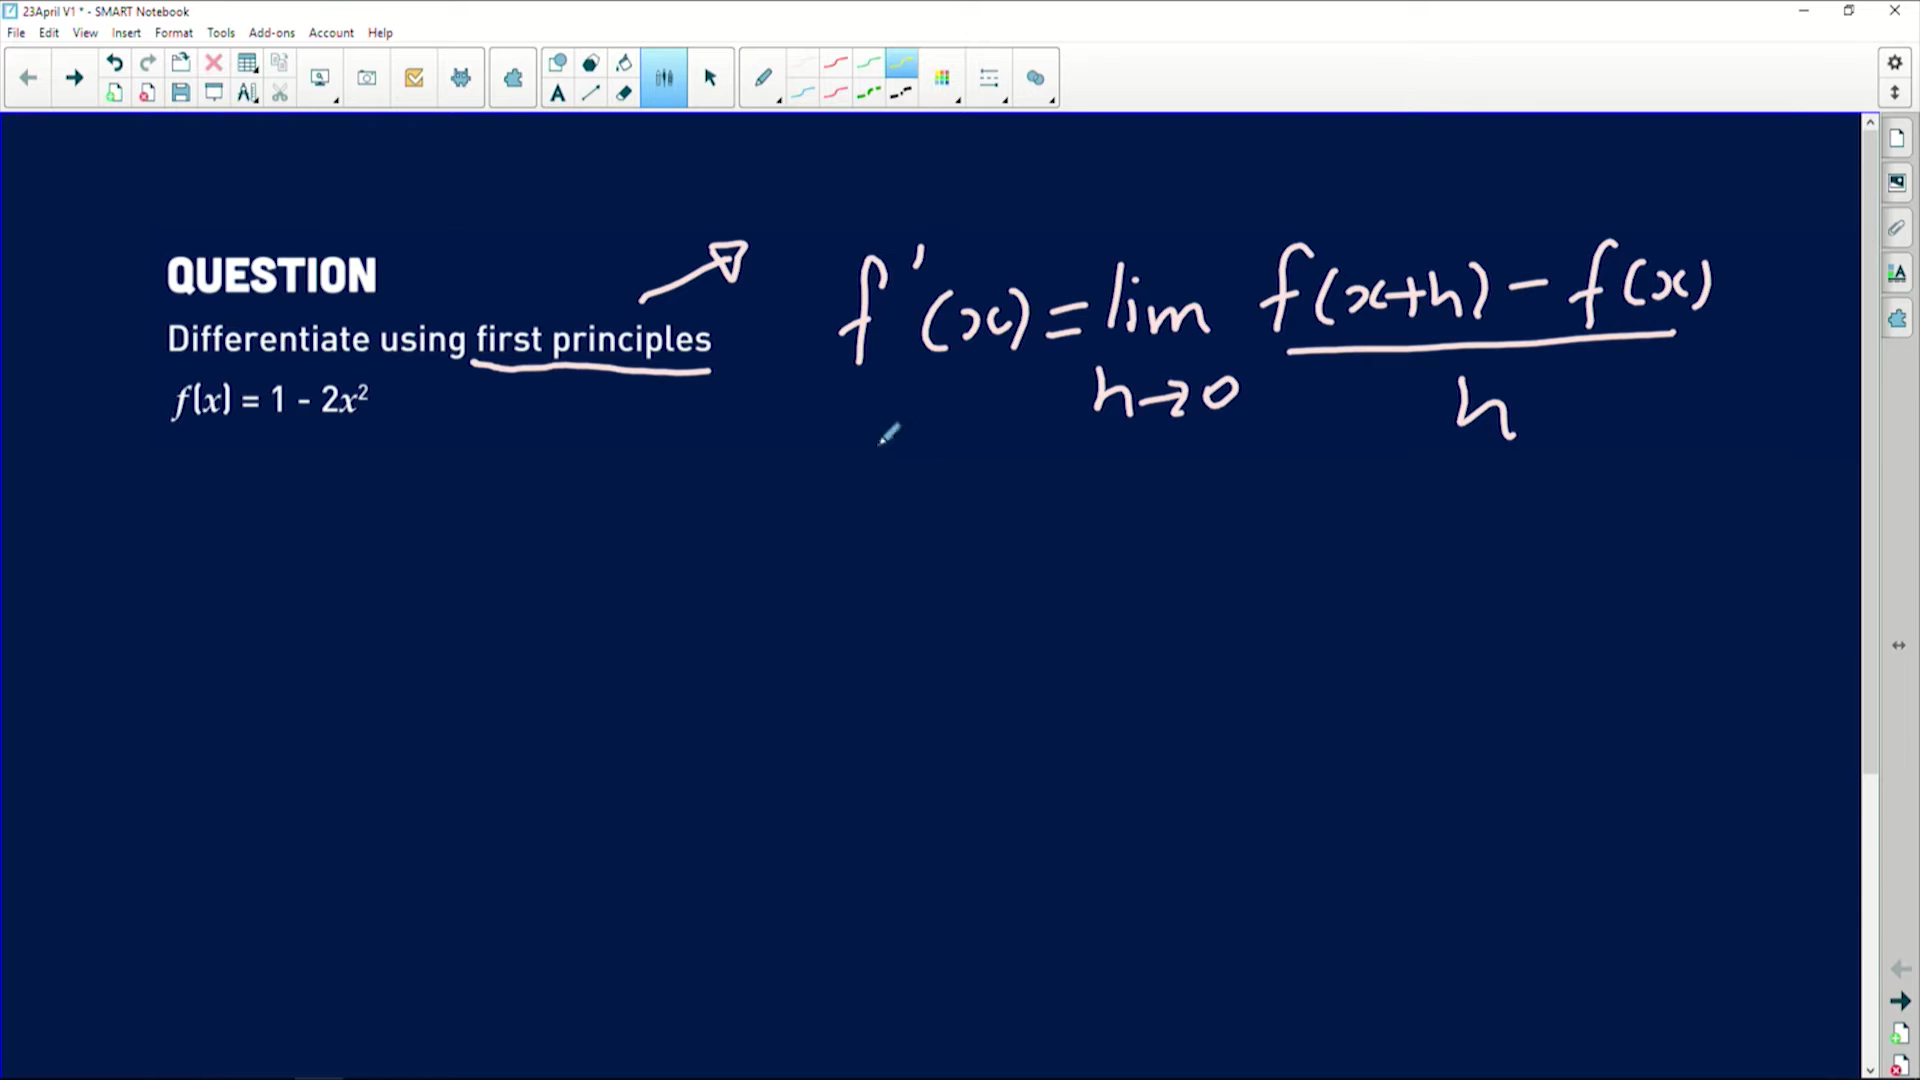 23April V1 * - SMART Notebook
File Edit View Insert Format Tools Add-ons Account Help
QUESTION
Differentiate using first principles
f(x) = 1 - 2x²
f'(x) = lim f(x+h) - f(x)
h→0 h